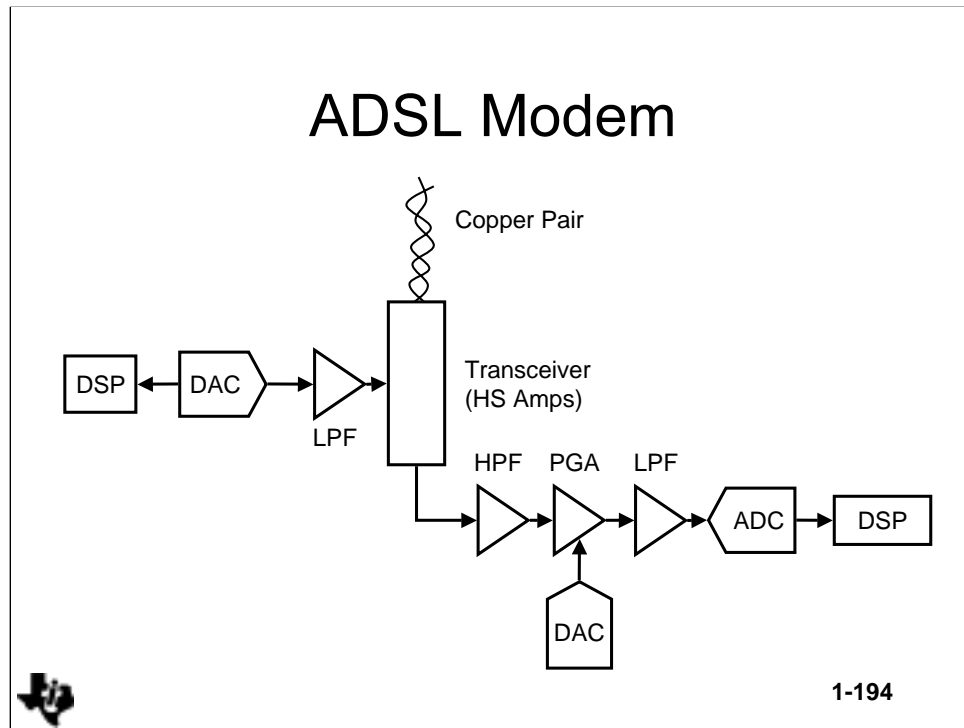 ADSL Modem
Copper Pair
Transceiver
(HS Amps)
DSP
DAC
LPF
HPF
PGA
LPF
ADC
DSP
DAC
1-194